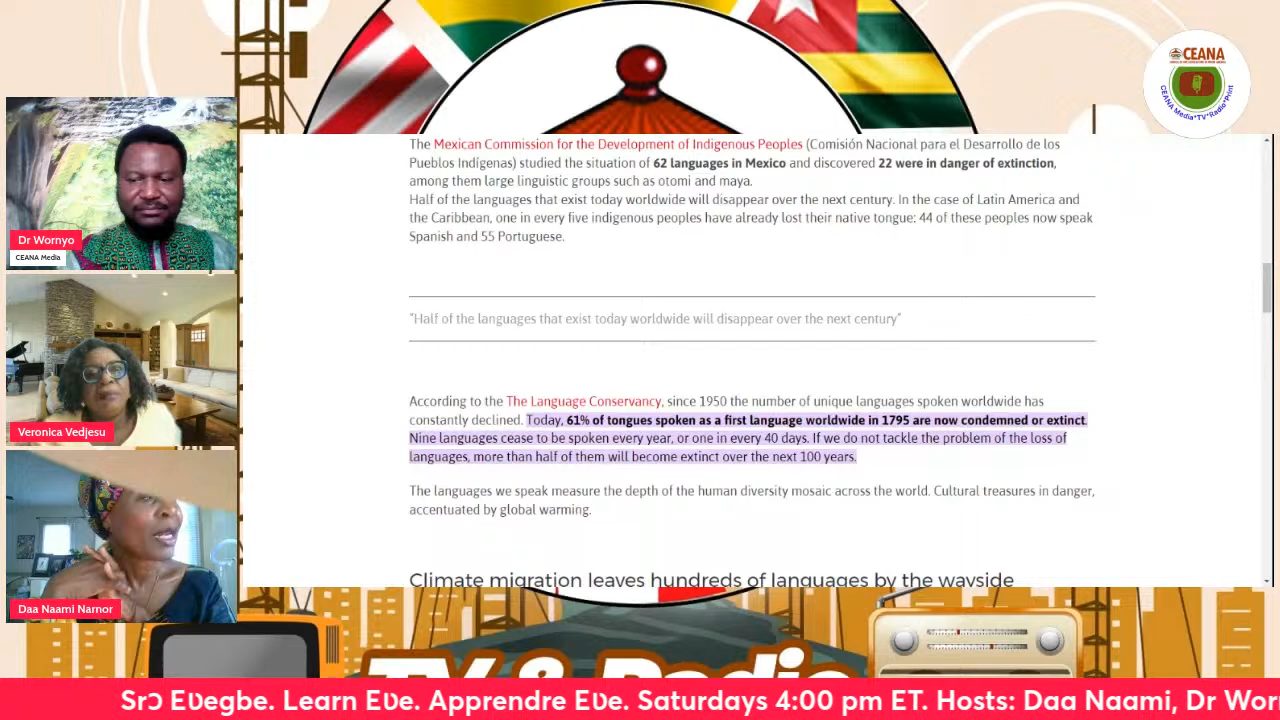 CEANA
CEANA Media•TV•Radio•Print
The Mexican Commission for the Development of Indigenous Peoples (Comisión Nacional para el Desarrollo de los
Pueblos Indígenas) studied the situation of 62 languages in Mexico and discovered 22 were in danger of extinction,
among them large linguistic groups such as otomi and maya.
Half of the languages that exist today worldwide will disappear over the next century. In the case of Latin America and
the Caribbean, one in every five indigenous peoples have already lost their native tongue: 44 of these peoples now speak
Spanish and 55 Portuguese.
"Half of the languages that exist today worldwide will disappear over the next century"
According to the The Language Conservancy, since 1950 the number of unique languages spoken worldwide has
constantly declined. Today, 61% of tongues spoken as a first language worldwide in 1795 are now condemned or extinct.
Nine languages cease to be spoken every year, or one in every 40 days. If we do not tackle the problem of the loss of
languages, more than half of them will become extinct over the next 100 years.
The languages we speak measure the depth of the human diversity mosaic across the world. Cultural treasures in danger,
accentuated by global warming.
Climate migration leaves hundreds of languages by the wayside
Dr Wornyo
CEANA Media
Veronica Vedjesu
Daa Naami Narnor
TV & Radio
Srɔ Eʋegbe. Learn Eʋe. Apprendre Eʋe. Saturdays 4:00 pm ET. Hosts: Daa Naami, Dr Wor